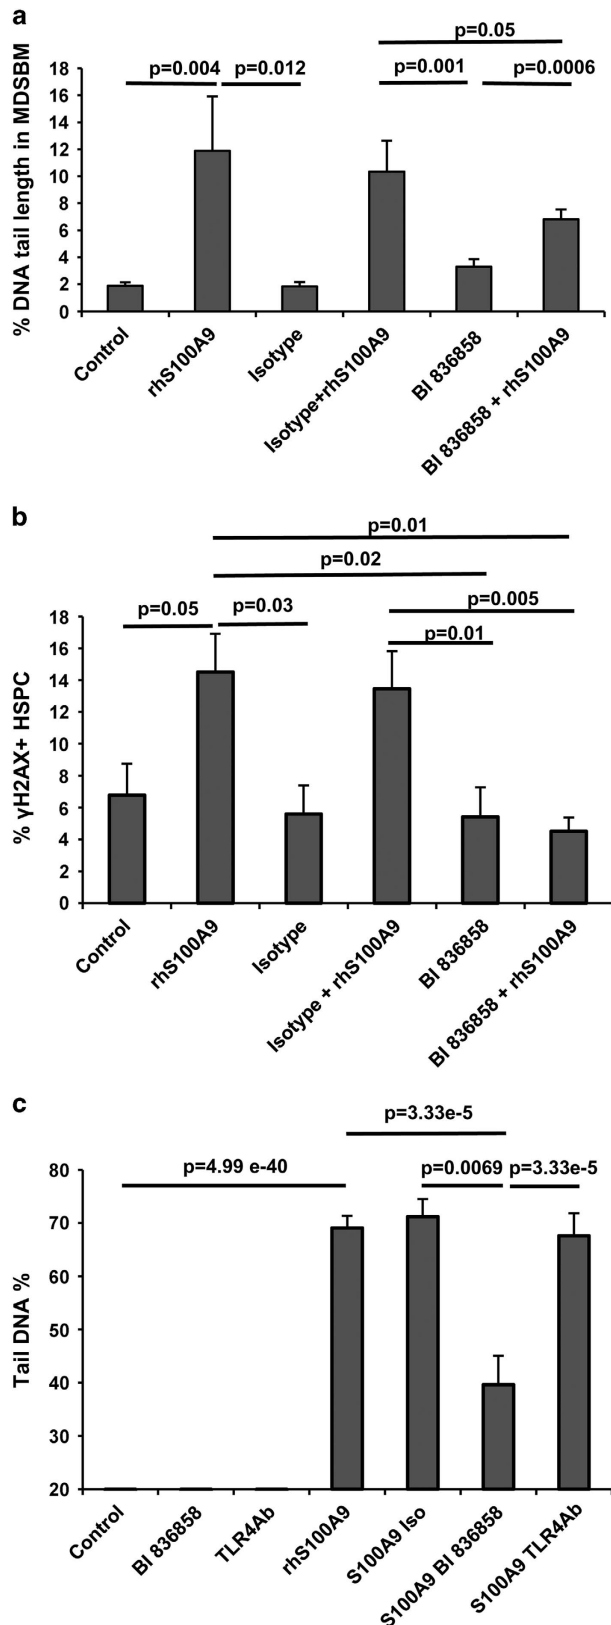 a
p=0.05
p=0.004 p=0.012 p=0.001 p=0.0006
% DNA tail length in MDSBM
18
16
14
12
10
8
6
4
2
0
Control
rhS100A9
Isotype
Isotype+rhS100A9
BI 836858
BI 836858 + rhS100A9
b
p=0.01
p=0.02
p=0.05 p=0.03 p=0.005
p=0.01
% γH2AX+ HSPC
18
16
14
12
10
8
6
4
2
0
Control
rhS100A9
Isotype
Isotype + rhS100A9
BI 836858
BI 836858 + rhS100A9
c
p=3.33e-5
p=4.99 e-40 p=0.0069 p=3.33e-5
Tail DNA %
80
70
60
50
40
30
20
Control
BI 836858
TLR4Ab
rhS100A9
S100A9 Iso
S100A9 BI 836858
S100A9 TLR4Ab